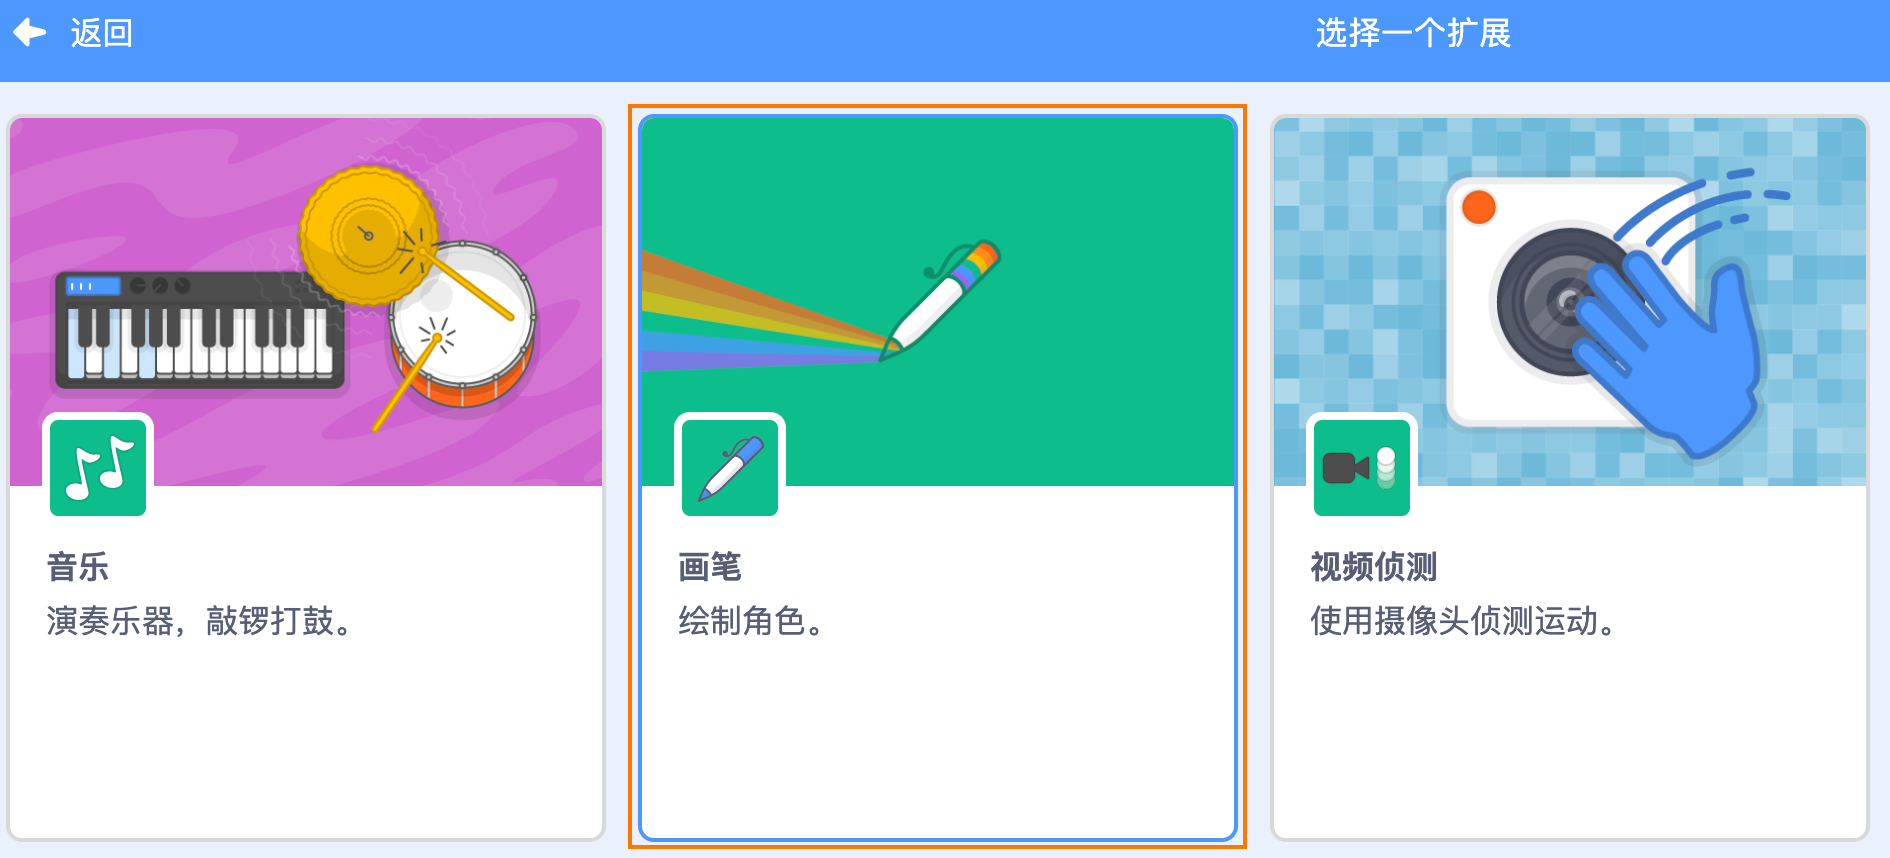 返回
选择一个扩展
音乐
演奏乐器，敲锣打鼓。
画笔
绘制角色。
视频侦测
使用摄像头侦测运动。